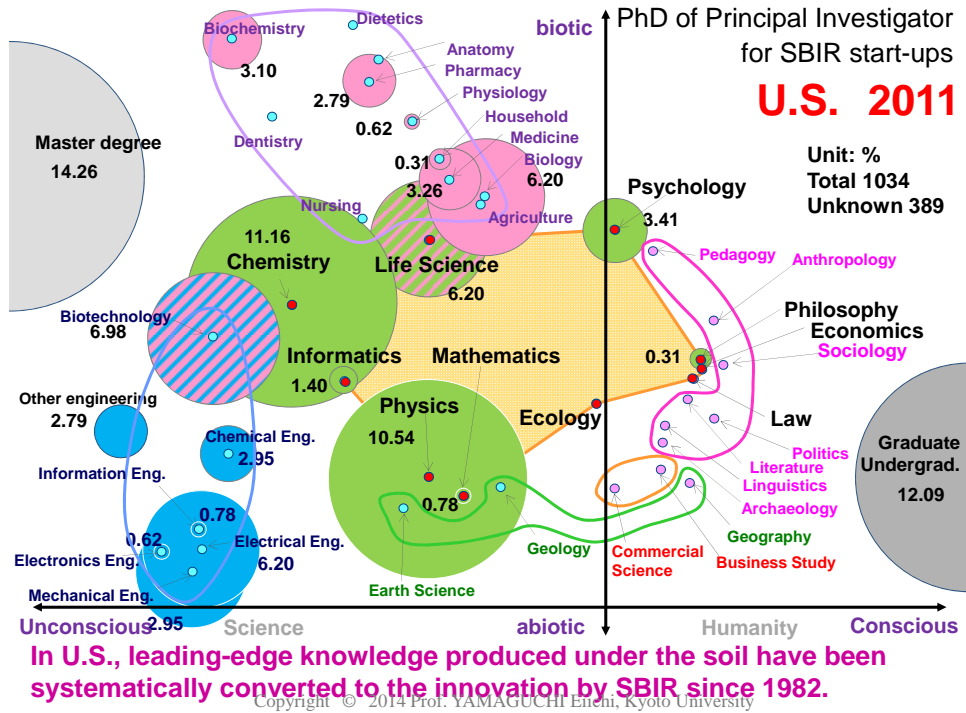 PhD of Principal Investigator
for SBIR start-ups
U.S. 2011
Unit: %
Total 1034
Unknown 389
biotic
Biochemistry
3.10
Dietetics
Anatomy
Pharmacy
2.79
Physiology
0.62
Household
0.31
Medicine
3.26
Biology
6.20
Agriculture
Dentistry
Nursing
Master degree
14.26
11.16
Chemistry
Life Science
6.20
Psychology
3.41
Pedagogy
Anthropology
Philosophy
0.31
Economics
Sociology
Biotechnology
6.98
Informatics
1.40
Mathematics
Physics
10.54
0.78
Ecology
Law
Politics
Literature
Linguistics
Archaeology
Geography
Other engineering
2.79
Chemical Eng.
2.95
Information Eng.
0.78
0.62
Electronics Eng.
Electrical Eng.
6.20
Mechanical Eng.
2.95
Earth Science
Geology
Commercial
Science
Business Study
Graduate
Undergrad.
12.09
Unconscious
Science
abiotic
Humanity
Conscious
In U.S., leading-edge knowledge produced under the soil have been
systematically converted to the innovation by SBIR since 1982.
Copyright © 2014 Prof. YAMAGUCHI Eiichi, Kyoto University